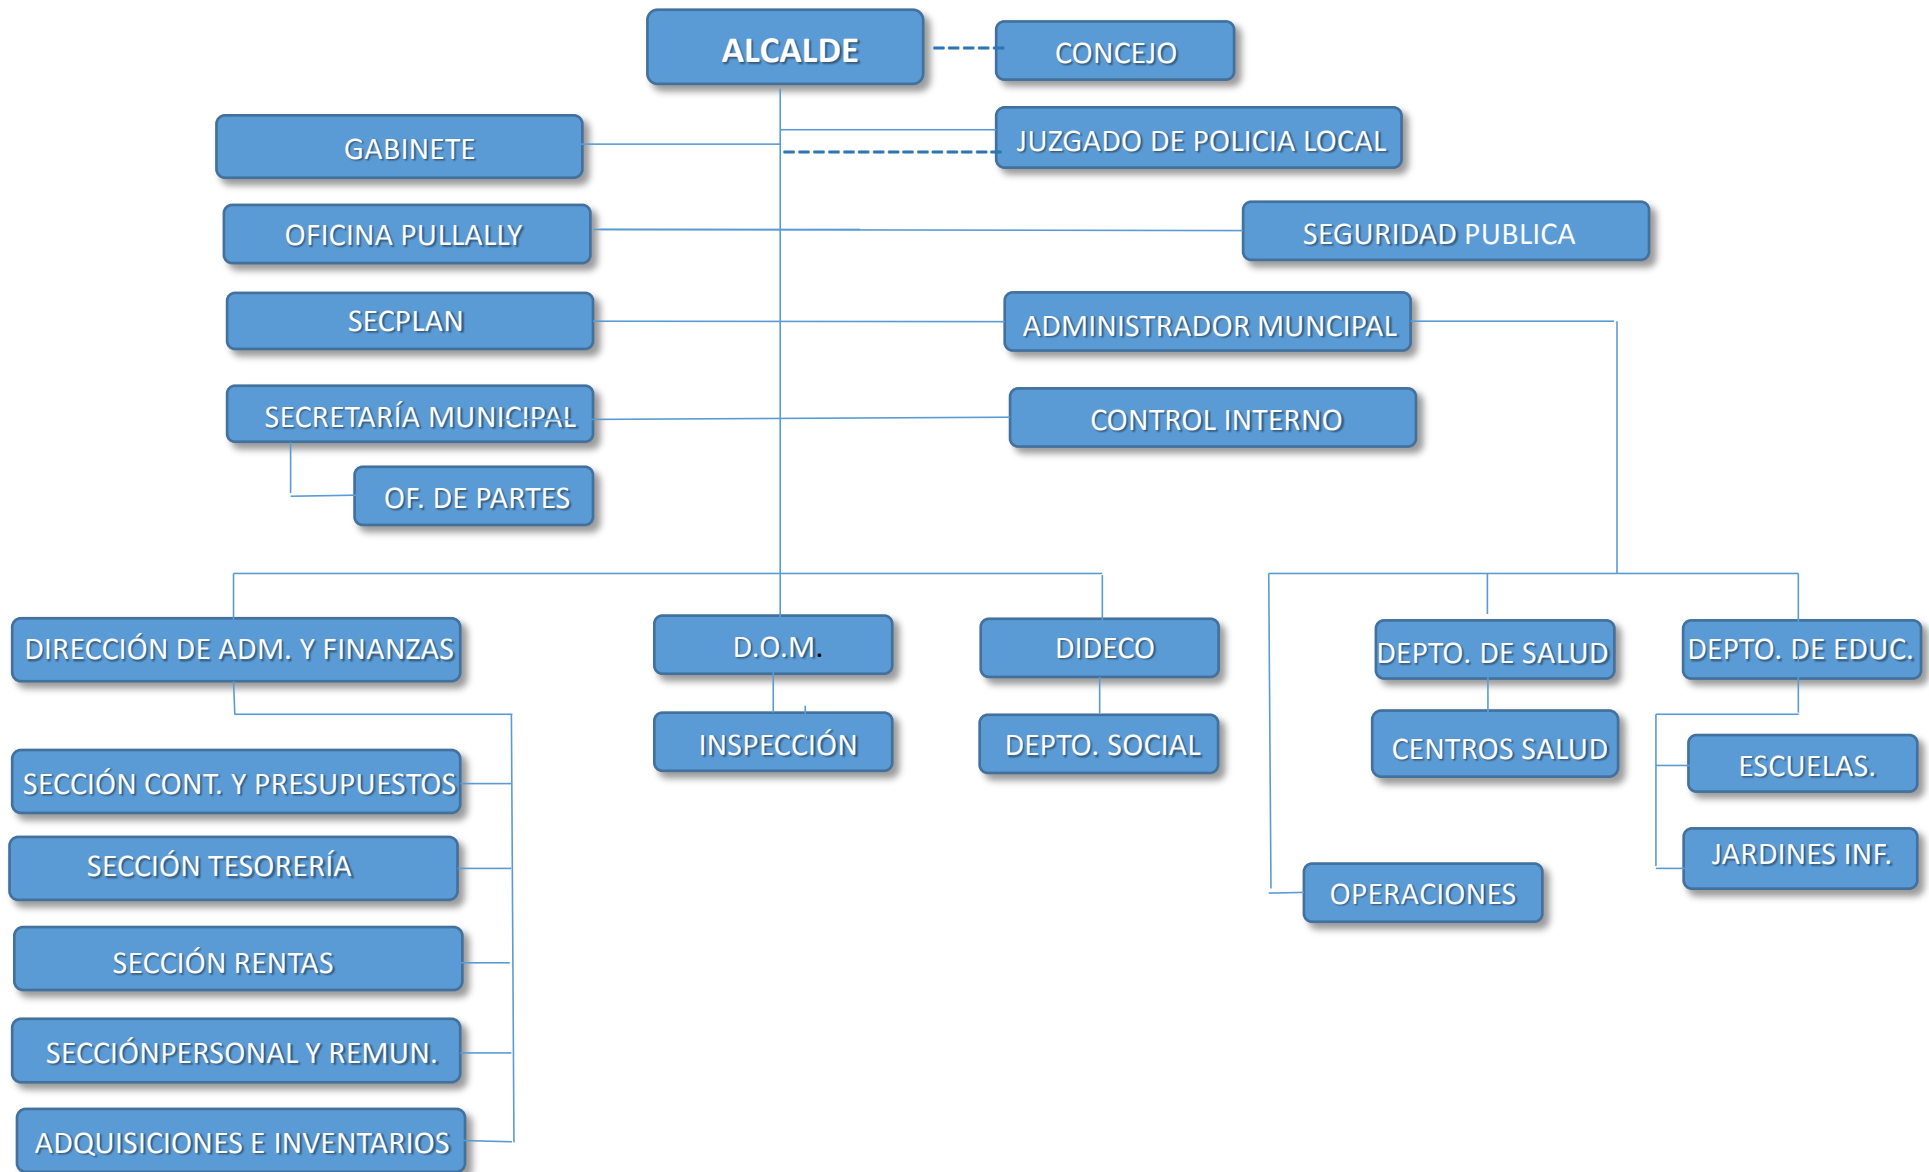 ALCALDE
CONCEJO
GABINETE
JUZGADO DE POLICIA LOCAL
OFICINA PULLALLY
SEGURIDAD PUBLICA
SECPLAN
ADMINISTRADOR MUNCIPAL
SECRETARÍA MUNICIPAL
CONTROL INTERNO
OF. DE PARTES
DIRECCIÓN DE ADM. Y FINANZAS
D.O.M.
DIDECO
DEPTO. DE SALUD
DEPTO. DE EDUC.
INSPECCIÓN
DEPTO. SOCIAL
CENTROS SALUD
ESCUELAS.
SECCIÓN CONT. Y PRESUPUESTOS
JARDINES INF.
SECCIÓN TESORERÍA
OPERACIONES
SECCIÓN RENTAS
SECCIÓNPERSONAL Y REMUN.
ADQUISICIONES E INVENTARIOS